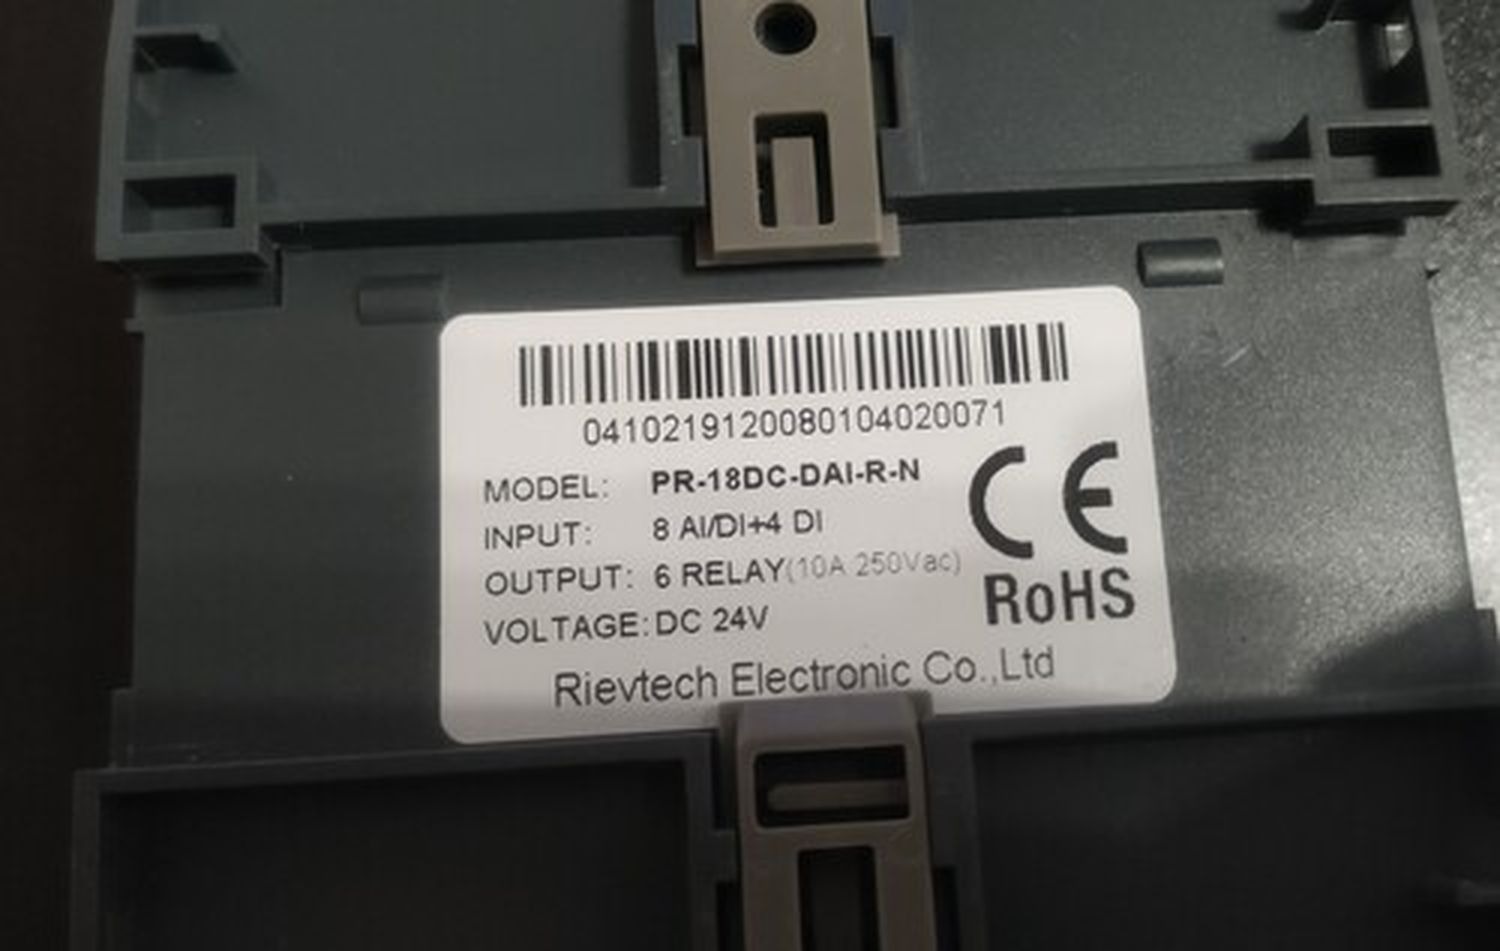 0410219120080104020071
MODEL: PR-18DC-DAI-R-N
INPUT: 8 AI/DI+4 DI
OUTPUT: 6 RELAY(10A 250Vac)
VOLTAGE: DC 24V
CE
RoHS
Rievtech Electronic Co.,Ltd